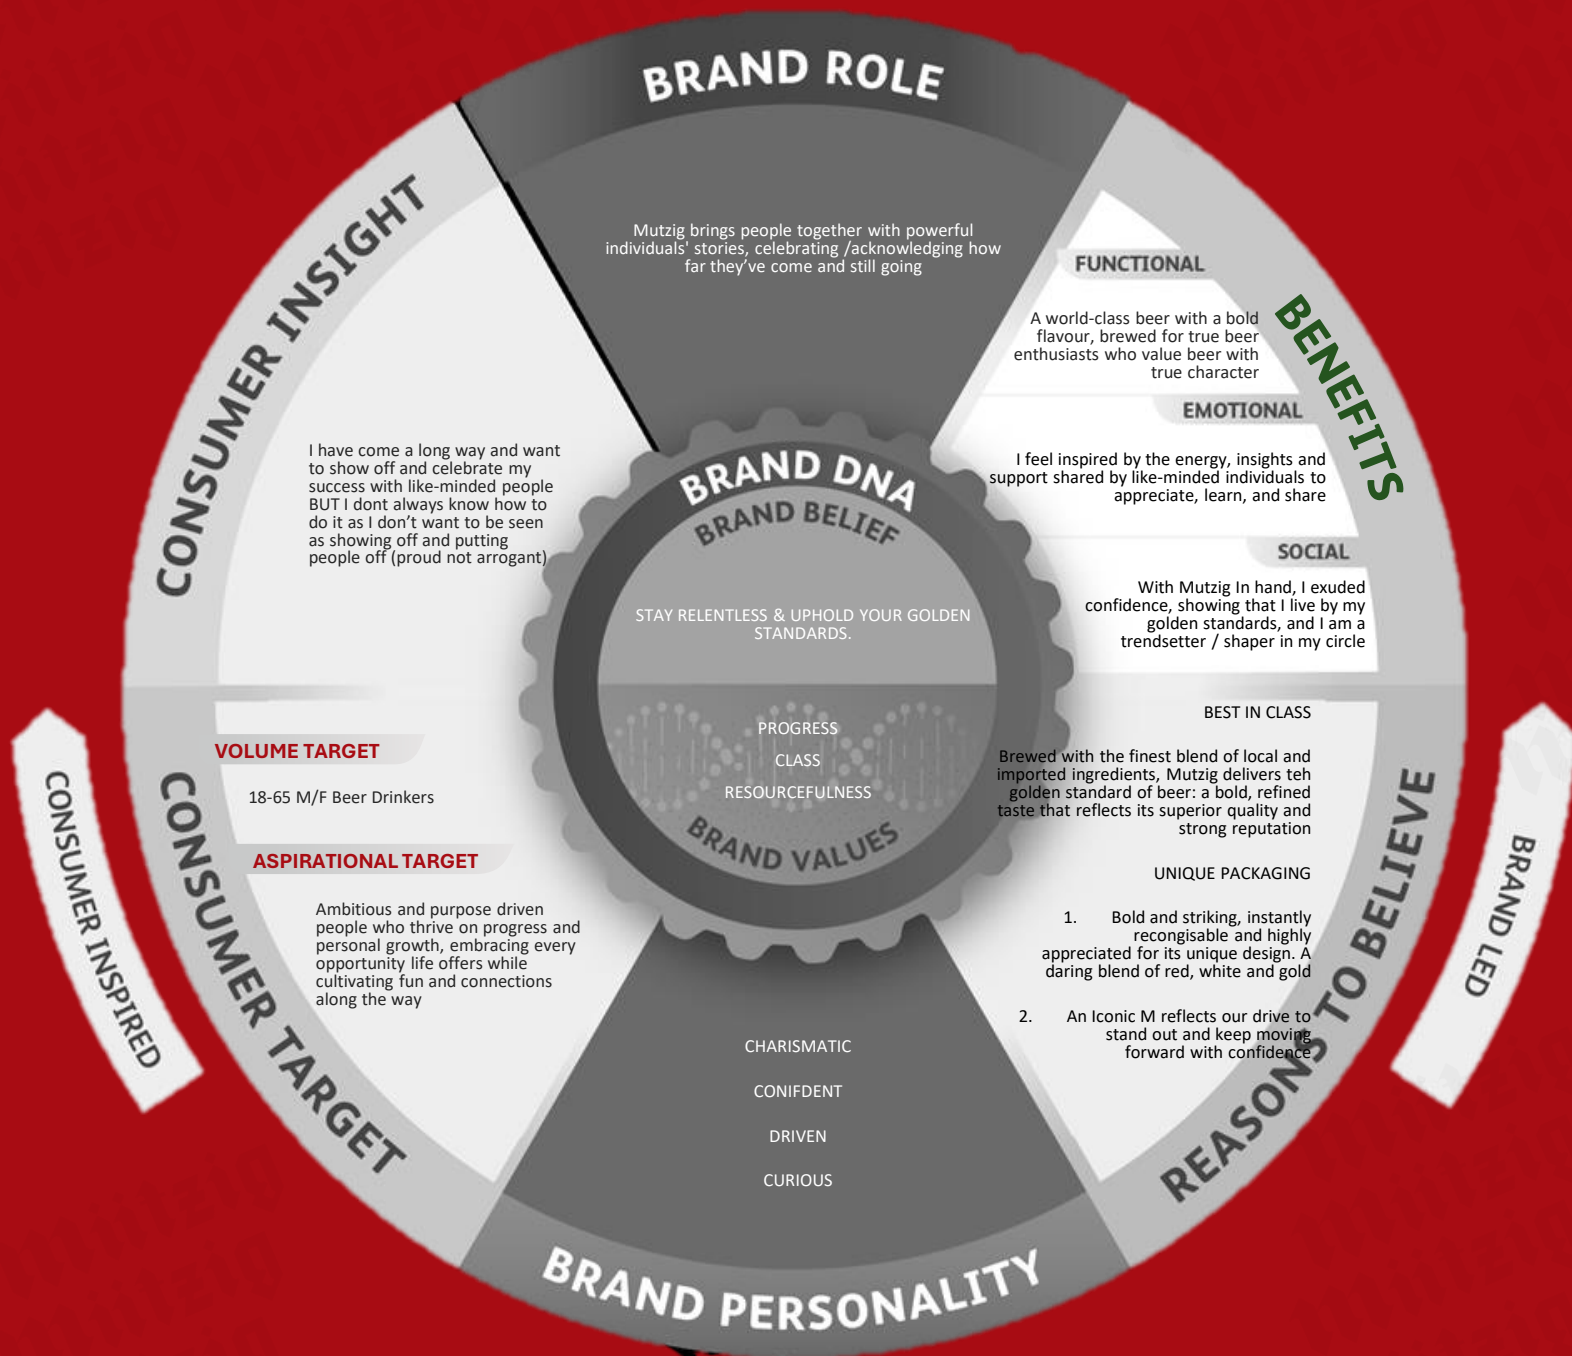 BRAND ROLE
Mutzig brings people together with powerful
individuals' stories, celebrating /acknowledging how
far they've come and still going
CONSUMER INSIGHT
I have come a long way and want
to show off and celebrate my
success with like-minded people
BUT I dont always know how to
do it as I don't want to be seen
as showing off and putting
people off (proud not arrogant)
BENEFITS
FUNCTIONAL
A world-class beer with a bold
flavour, brewed for true beer
enthusiasts who value beer with
true character
EMOTIONAL
I feel inspired by the energy, insights and
support shared by like-minded individuals to
appreciate, learn, and share
SOCIAL
With Mutzig In hand, I exuded
confidence, showing that I live by my
golden standards, and I am a
trendsetter / shaper in my circle
BRAND DNA
BRAND BELIEF
STAY RELENTLESS & UPHOLD YOUR GOLDEN
STANDARDS.
PROGRESS
CLASS
RESOURCEFULNESS
BRAND VALUES
CONSUMER TARGET
VOLUME TARGET
18-65 M/F Beer Drinkers
ASPIRATIONAL TARGET
Ambitious and purpose driven
people who thrive on progress and
personal growth, embracing every
opportunity life offers while
cultivating fun and connections
along the way
REASONS TO BELIEVE
BEST IN CLASS
Brewed with the finest blend of local and
imported ingredients, Mutzig delivers teh
golden standard of beer: a bold, refined
taste that reflects its superior quality and
strong reputation
UNIQUE PACKAGING
1. Bold and striking, instantly
recongisable and highly
appreciated for its unique design. A
daring blend of red, white and gold
2. An Iconic M reflects our drive to
stand out and keep moving
forward with confidence
CHARISMATIC
CONIFDENT
DRIVEN
CURIOUS
BRAND PERSONALITY
CONSUMER INSPIRED
BRAND LED